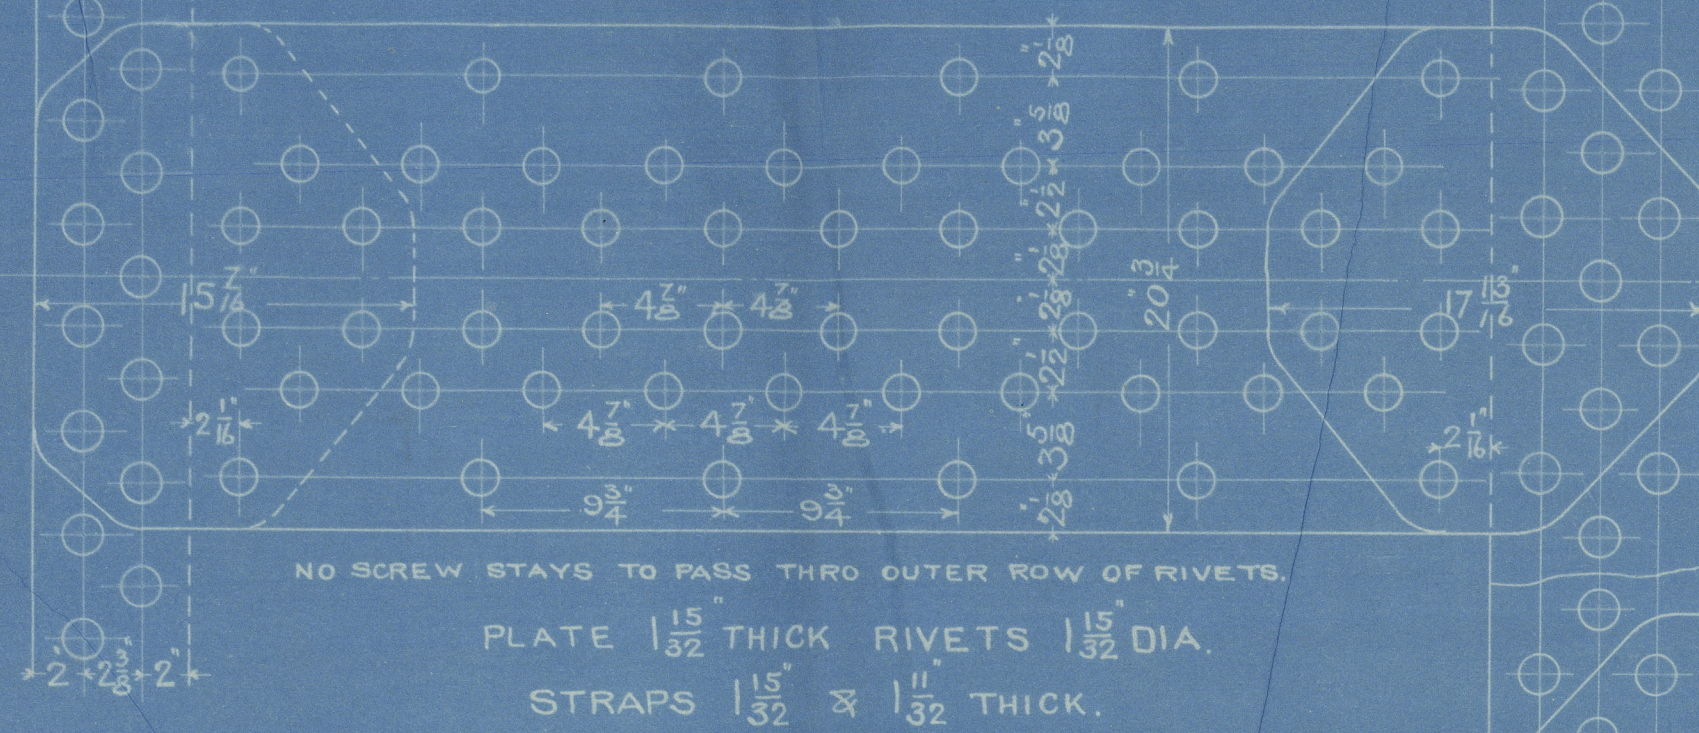 2 1/8"
3 5/8"
2 1/2"
2 1/8"
2 1/8"
2 1/2"
3 5/8"
2 1/8"
20 3/4"
15 7/16"
4 7/8" 4 7/8"
17 13/16"
2 1/16"
4 7/8" 4 7/8" 4 7/8"
2 1/16"
9 3/4" 9 3/4"
NO SCREW STAYS TO PASS THRO OUTER ROW OF RIVETS.
PLATE 1 15/32" THICK RIVETS 1 15/32" DIA.
2" 2 3/8" 2"
STRAPS 1 15/32" & 1 11/32" THICK.